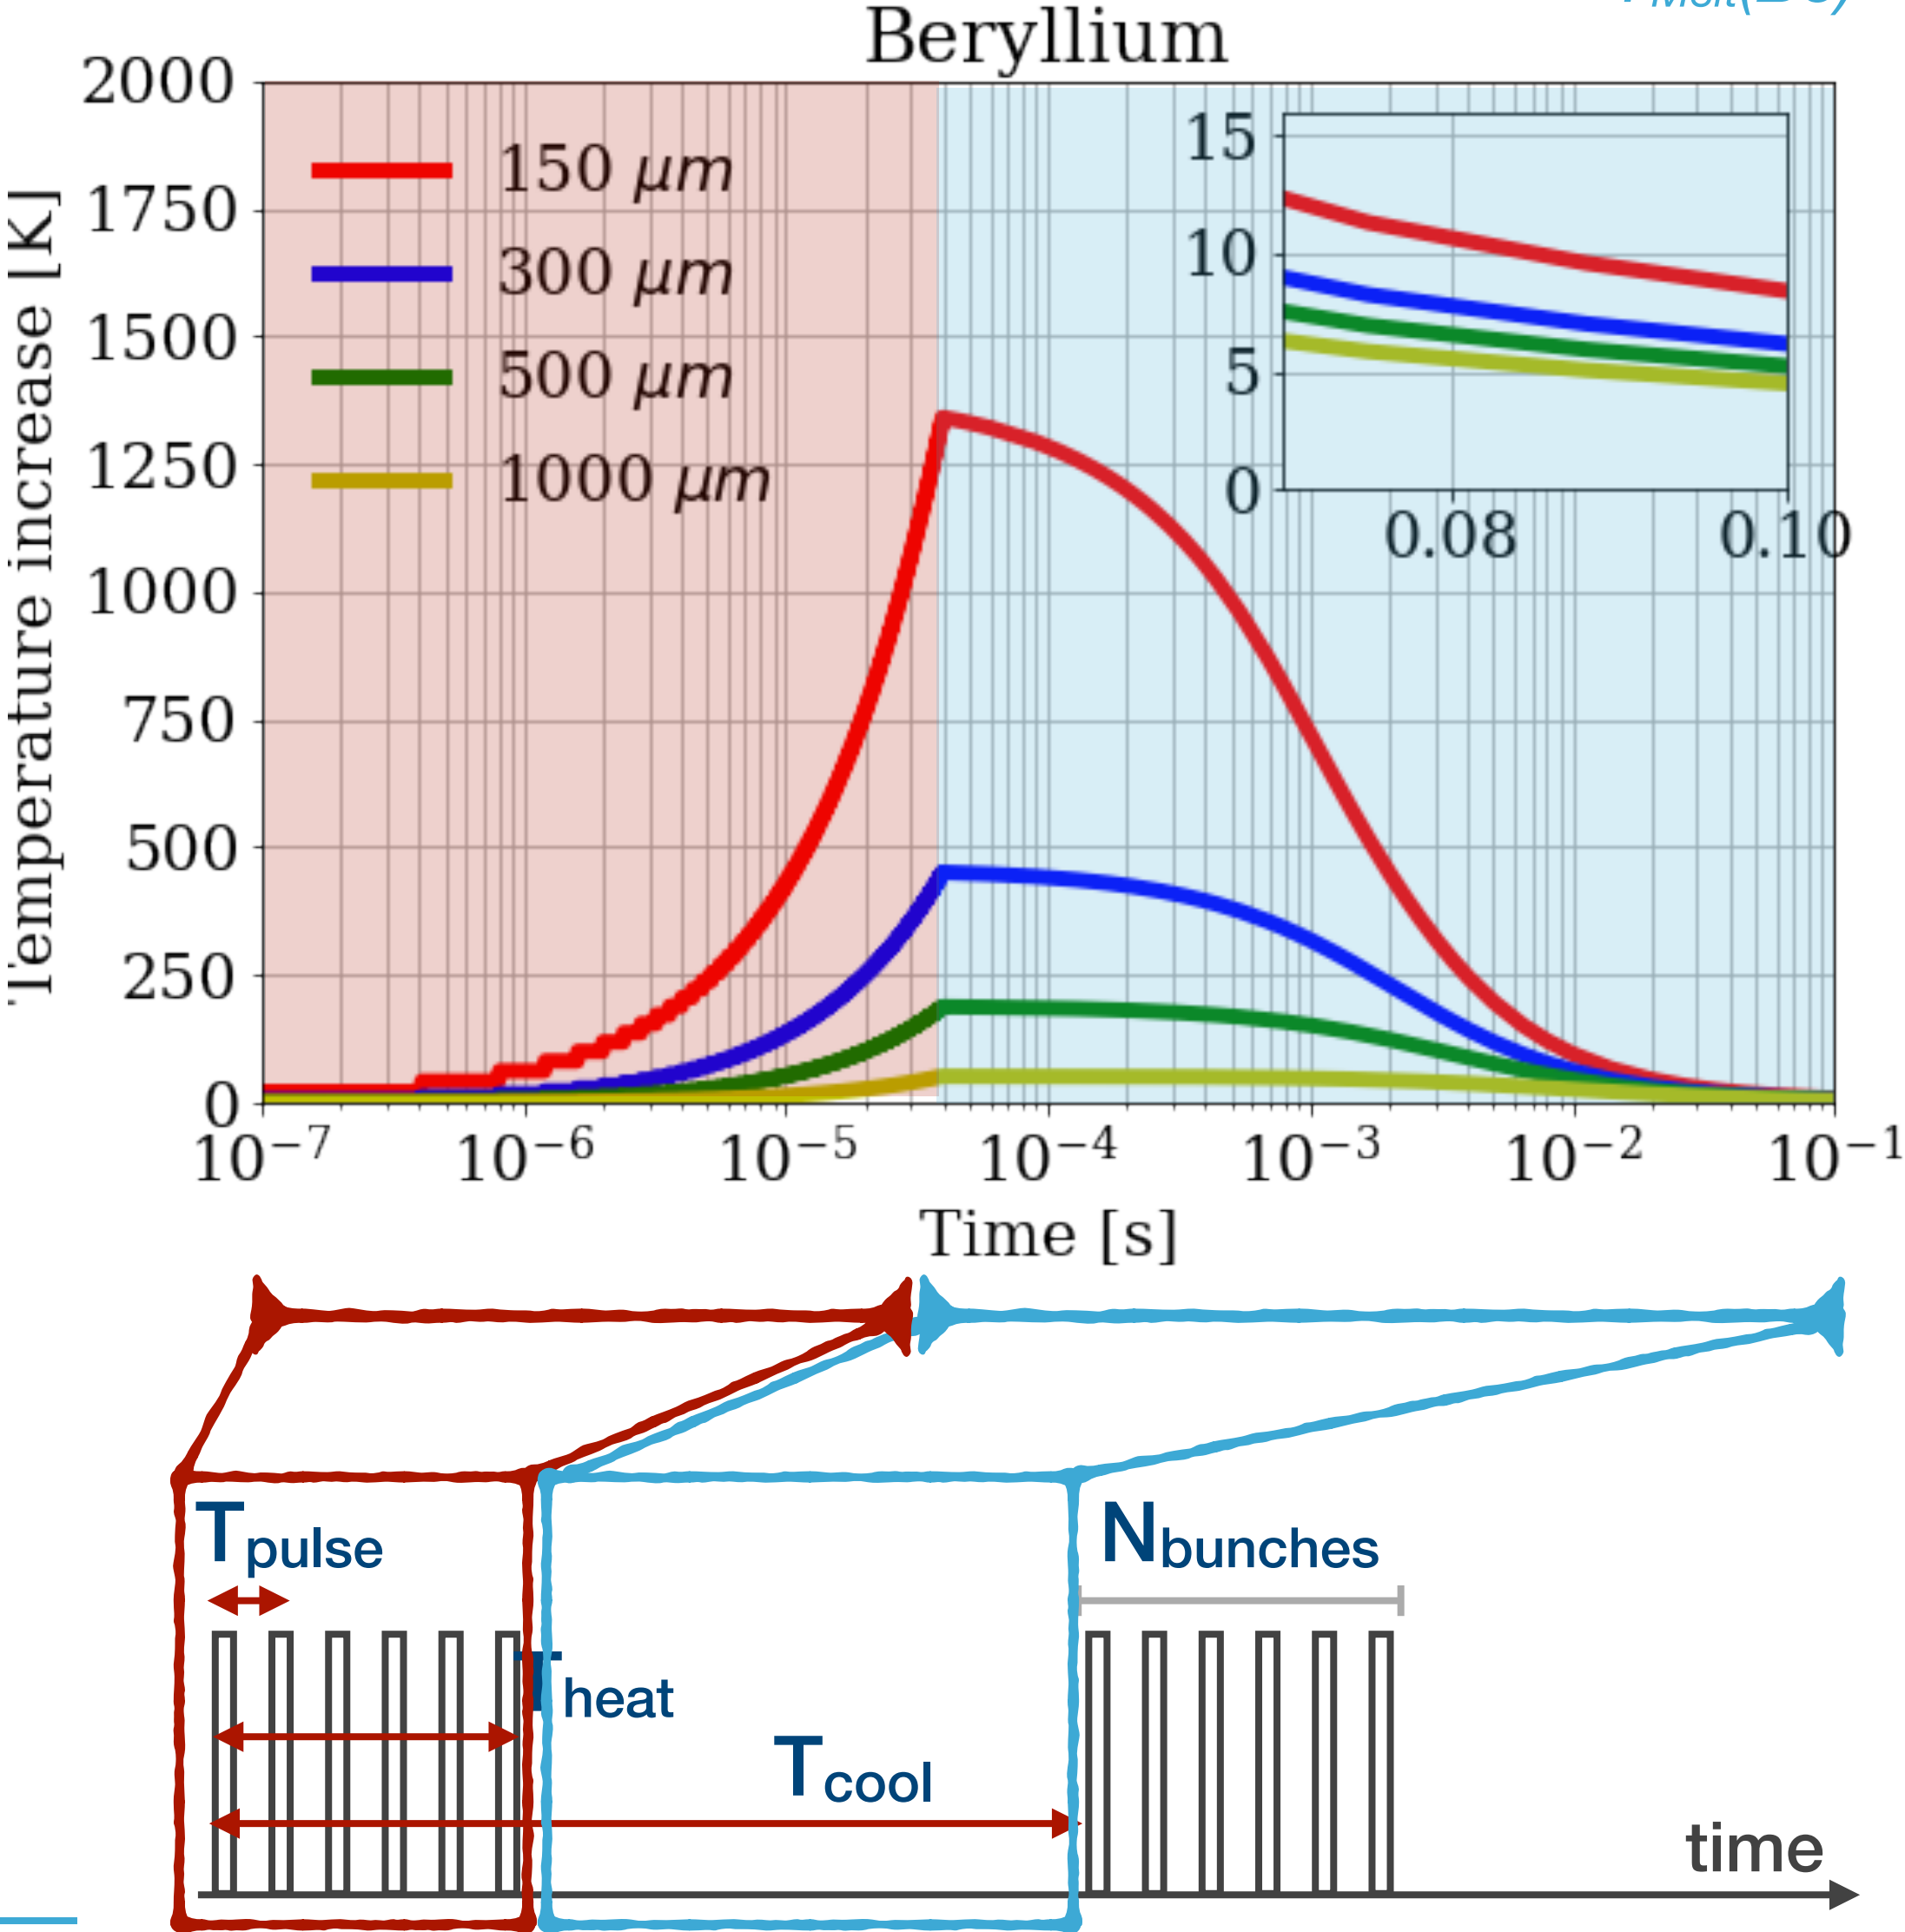 Beryllium
Temperature increase [K]
2000
1750
1500
1250
1000
750
500
250
0
150 μm
300 μm
500 μm
1000 μm
15
10
5
0
0.08 0.10
10⁻⁷ 10⁻⁶ 10⁻⁵ 10⁻⁴ 10⁻³ 10⁻² 10⁻¹
Time [s]
Tpulse
Nbunches
Theat
Tcool
time